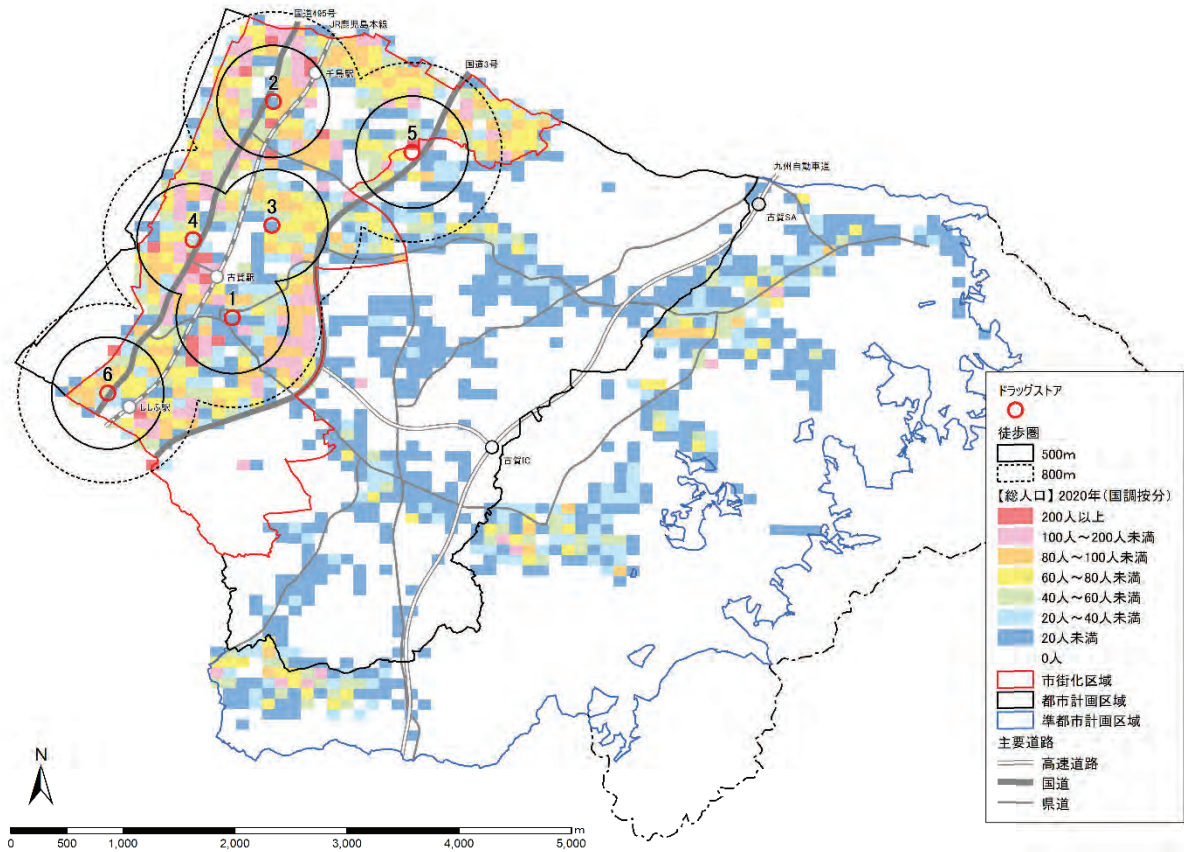 国道495号
JR鹿児島本線
千鳥駅
国道3号
2
5
九州自動車道
古賀SA
4
3
古賀駅
1
6
ししぶ駅
古賀IC
ドラッグストア
徒歩圏
500m
800m
【総人口】2020年(国調按分)
200人以上
100人~200人未満
80人~100人未満
60人~80人未満
40人~60人未満
20人~40人未満
20人未満
0人
市街化区域
都市計画区域
準都市計画区域
主要道路
高速道路
国道
県道
N
0 500 1,000 2,000 3,000 4,000 5,000 m